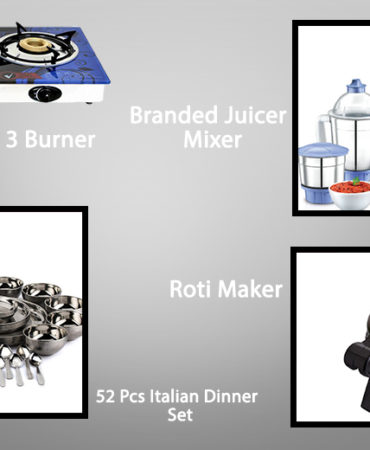 3 Burner
Branded Juicer
Mixer
Roti Maker
52 Pcs Italian Dinner
Set